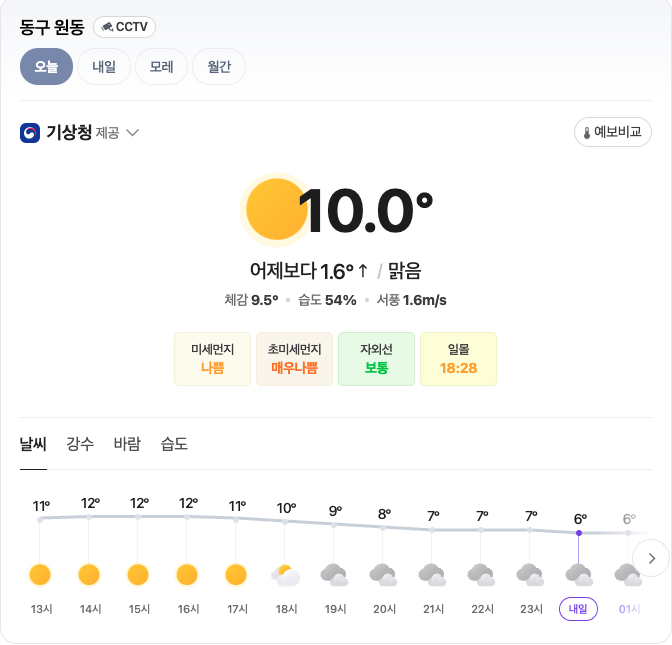 동구 원동 CCTV
오늘 내일 모레 월간
기상청 제공 예보비교
10.0°
어제보다 1.6°↑ / 맑음
체감 9.5° • 습도 54% • 서풍 1.6m/s
미세먼지 초미세먼지 자외선 일몰
나쁨 매우나쁨 보통 18:28
날씨 강수 바람 습도
11° 12° 12° 12° 11° 10° 9° 8° 7° 7° 7° 6° 6°
13시 14시 15시 16시 17시 18시 19시 20시 21시 22시 23시 내일 01시